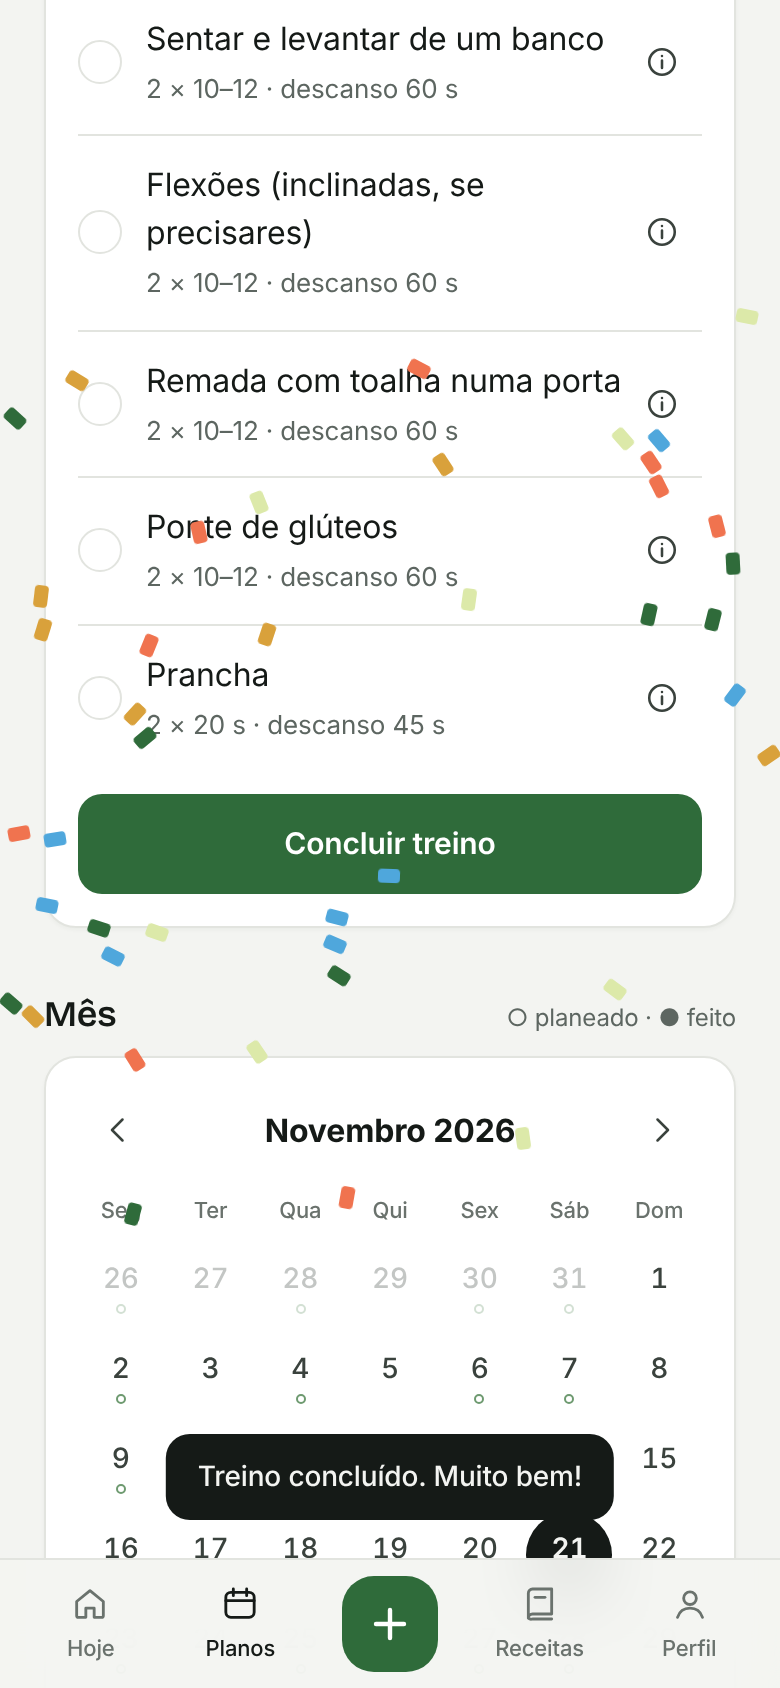 Sentar e levantar de um banco
2 × 10–12 · descanso 60 s
Flexões (inclinadas, se
precisares)
2 × 10–12 · descanso 60 s
Remada com toalha numa porta
2 × 10–12 · descanso 60 s
Ponte de glúteos
2 × 10–12 · descanso 60 s
Prancha
2 × 20 s · descanso 45 s
Concluir treino
Mês
planeado · feito
Novembro 2026
Seg Ter Qua Qui Sex Sáb Dom
26 27 28 29 30 31 1
2 3 4 5 6 7 8
9 15
Treino concluído. Muito bem!
16 17 18 19 20 21 22
Hoje Planos + Receitas Perfil